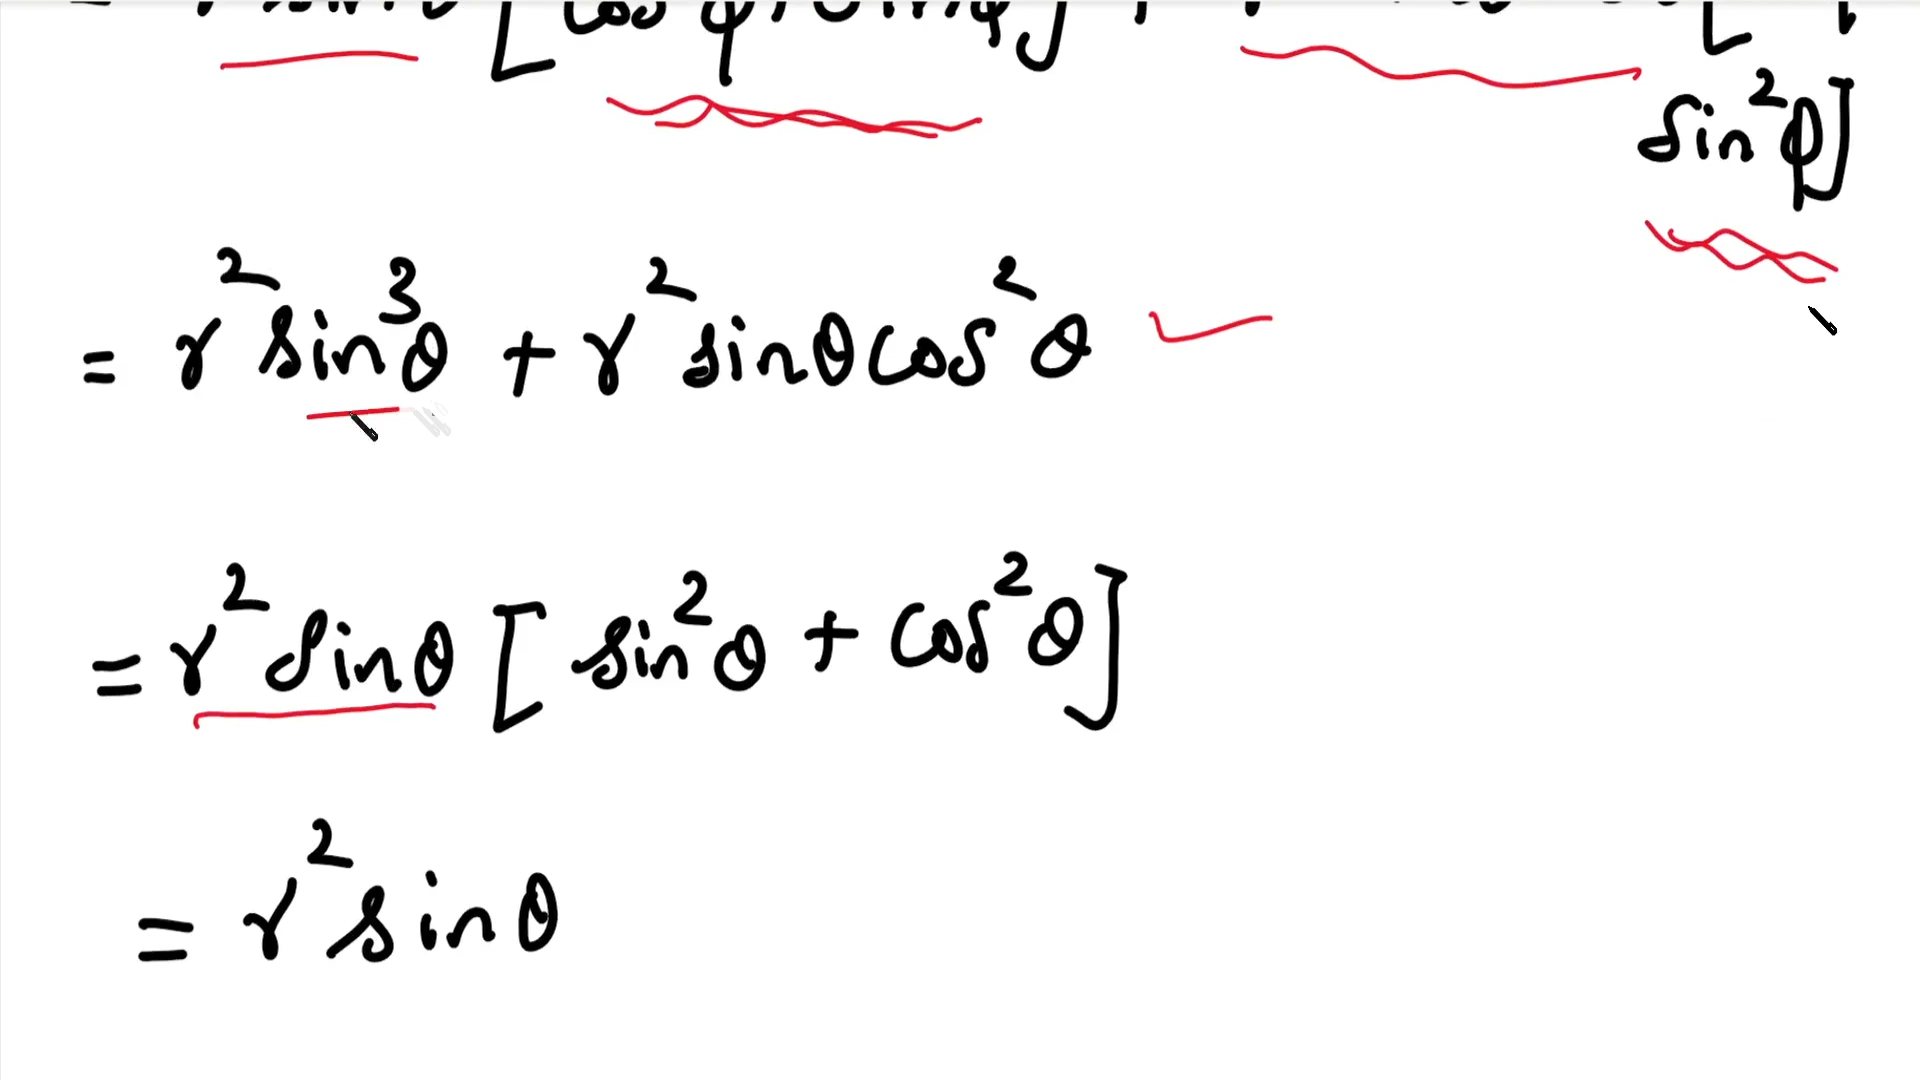 sin²φ]
= r² sin³θ + r² sinθ cos²θ
= r² sinθ [ sin²θ + cos²θ ]
= r² sinθ